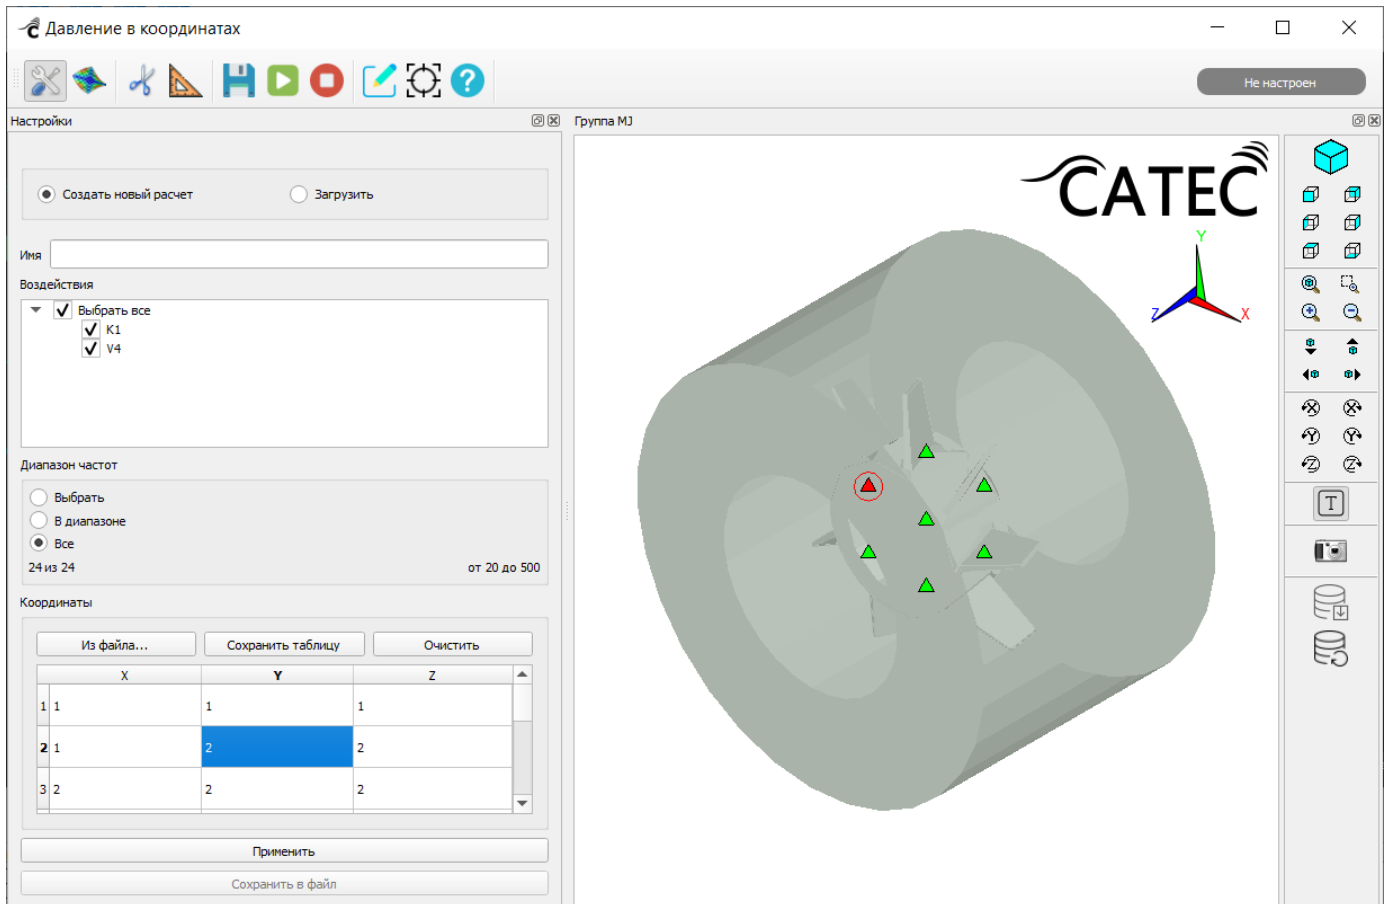 Давление в координатах
Не настроен
Настройки
Группа MJ
Создать новый расчет
Загрузить
Имя
Воздействия
Выбрать все
K1
V4
Диапазон частот
Выбрать
В диапазоне
Все
24 из 24
от 20 до 500
Координаты
Из файла...
Сохранить таблицу
Очистить
X Y Z
1 1 1 1
2 1 2 2
3 2 2 2
Применить
Сохранить в файл
CATEC
Y
Z
X
X X
Y Y
Z Z
T